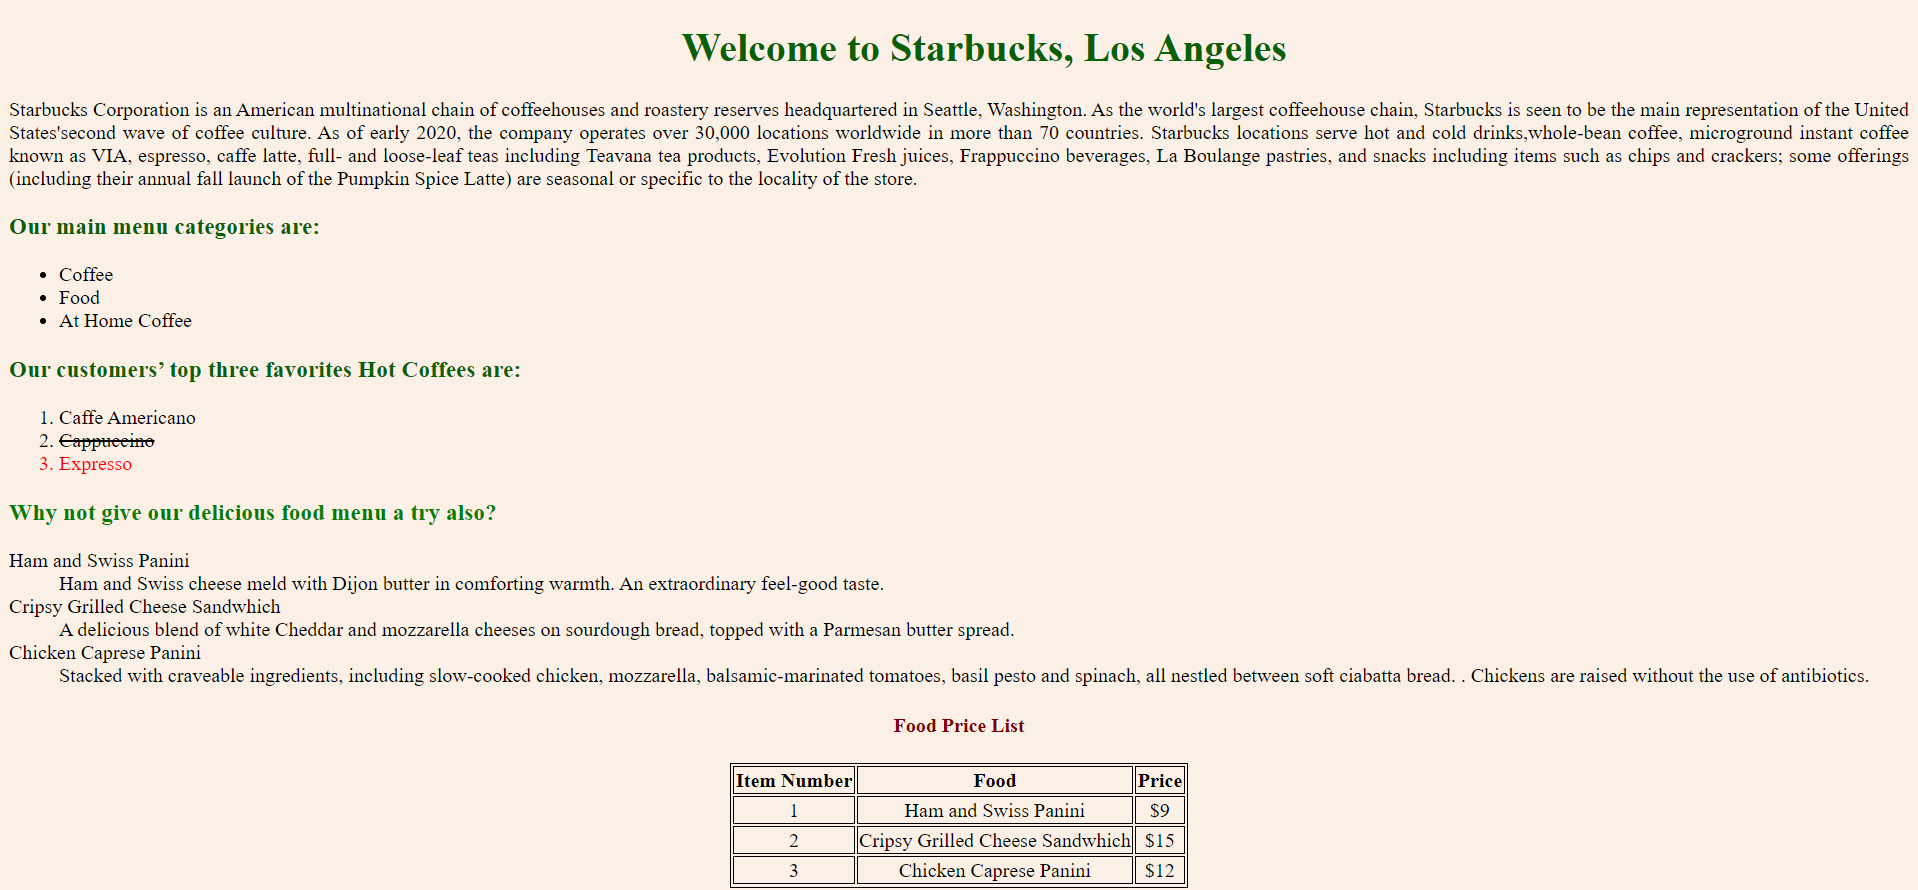 Welcome to Starbucks, Los Angeles
Starbucks Corporation is an American multinational chain of coffeehouses and roastery reserves headquartered in Seattle, Washington. As the world's largest coffeehouse chain, Starbucks is seen to be the main representation of the United
States'second wave of coffee culture. As of early 2020, the company operates over 30,000 locations worldwide in more than 70 countries. Starbucks locations serve hot and cold drinks,whole-bean coffee, microground instant coffee
known as VIA, espresso, caffe latte, full- and loose-leaf teas including Teavana tea products, Evolution Fresh juices, Frappuccino beverages, La Boulange pastries, and snacks including items such as chips and crackers; some offerings
(including their annual fall launch of the Pumpkin Spice Latte) are seasonal or specific to the locality of the store.
Our main menu categories are:
• Coffee
• Food
• At Home Coffee
Our customers’ top three favorites Hot Coffees are:
1. Caffe Americano
2. Cappuccino
3. Expresso
Why not give our delicious food menu a try also?
Ham and Swiss Panini
Ham and Swiss cheese meld with Dijon butter in comforting warmth. An extraordinary feel-good taste.
Cripsy Grilled Cheese Sandwhich
A delicious blend of white Cheddar and mozzarella cheeses on sourdough bread, topped with a Parmesan butter spread.
Chicken Caprese Panini
Stacked with craveable ingredients, including slow-cooked chicken, mozzarella, balsamic-marinated tomatoes, basil pesto and spinach, all nestled between soft ciabatta bread. . Chickens are raised without the use of antibiotics.
Food Price List
Item Number Food Price
1 Ham and Swiss Panini $9
2 Cripsy Grilled Cheese Sandwhich $15
3 Chicken Caprese Panini $12